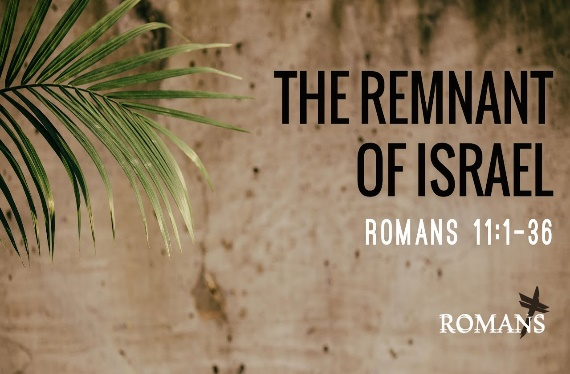 THE REMNANT
OF ISRAEL
ROMANS 11:1-36
ROMANS